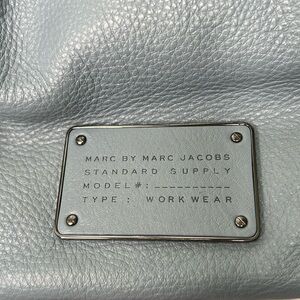 MARC BY MARC JACOBS
STANDARD SUPPLY
MODEL#: __________
TYPE: WORKWEAR